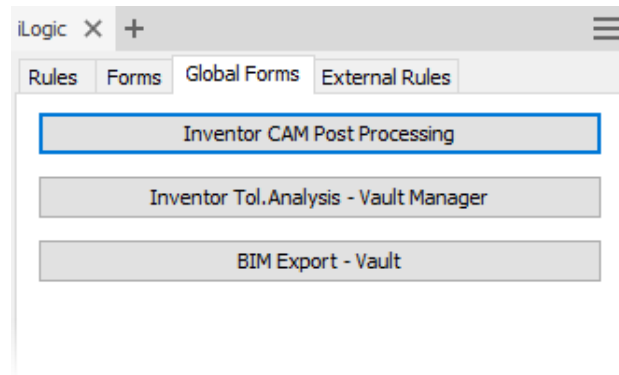 iLogic
Rules Forms Global Forms External Rules
Inventor CAM Post Processing
Inventor Tol.Analysis - Vault Manager
BIM Export - Vault